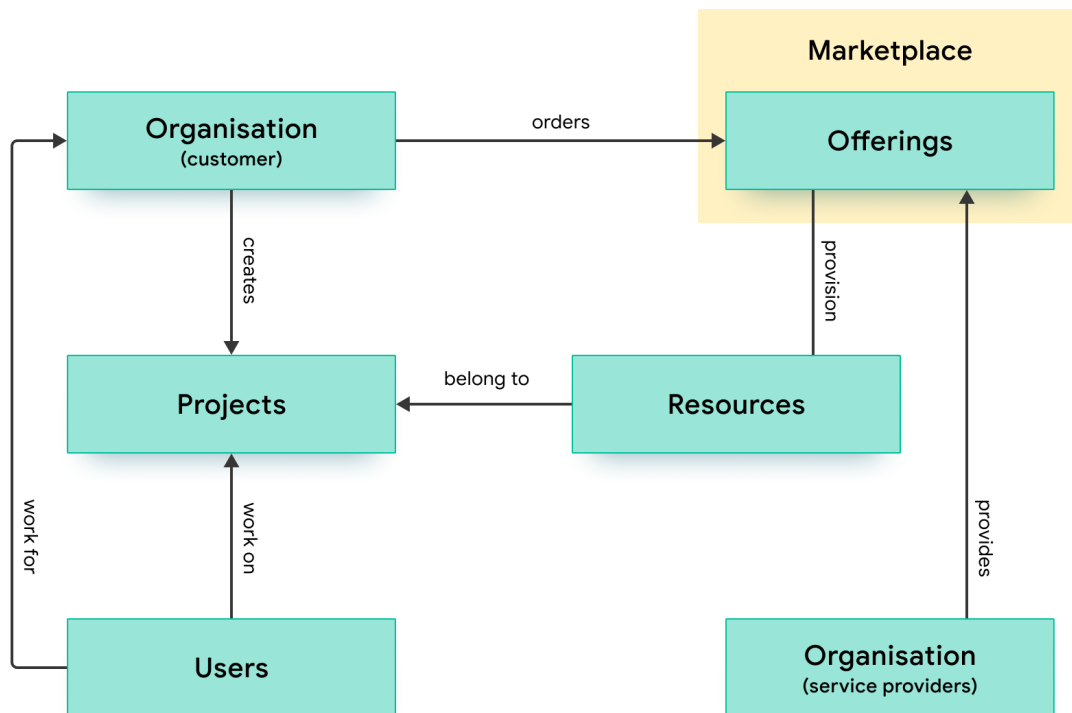 Marketplace
Organisation
(customer)
orders
Offerings
creates
provision
Projects
belong to
Resources
work for
work on
provides
Users
Organisation
(service providers)